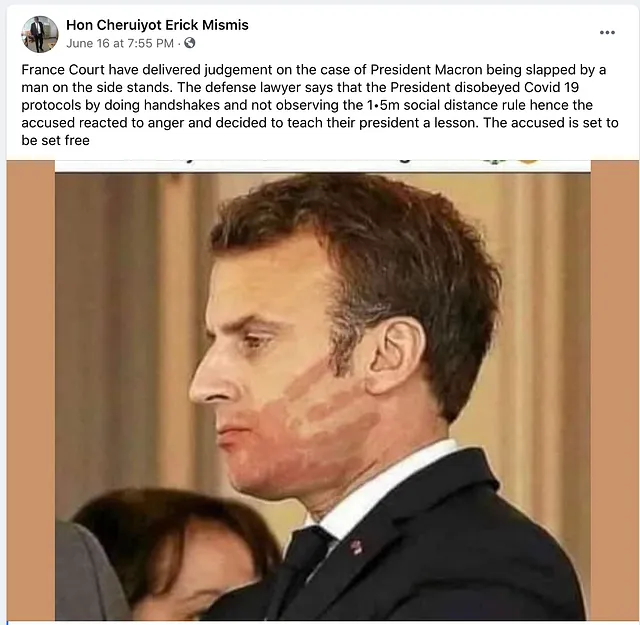 Hon Cheruiyot Erick Mismis
June 16 at 7:55 PM ·
France Court have delivered judgement on the case of President Macron being slapped by a
man on the side stands. The defense lawyer says that the President disobeyed Covid 19
protocols by doing handshakes and not observing the 1•5m social distance rule hence the
accused reacted to anger and decided to teach their president a lesson. The accused is set to
be set free